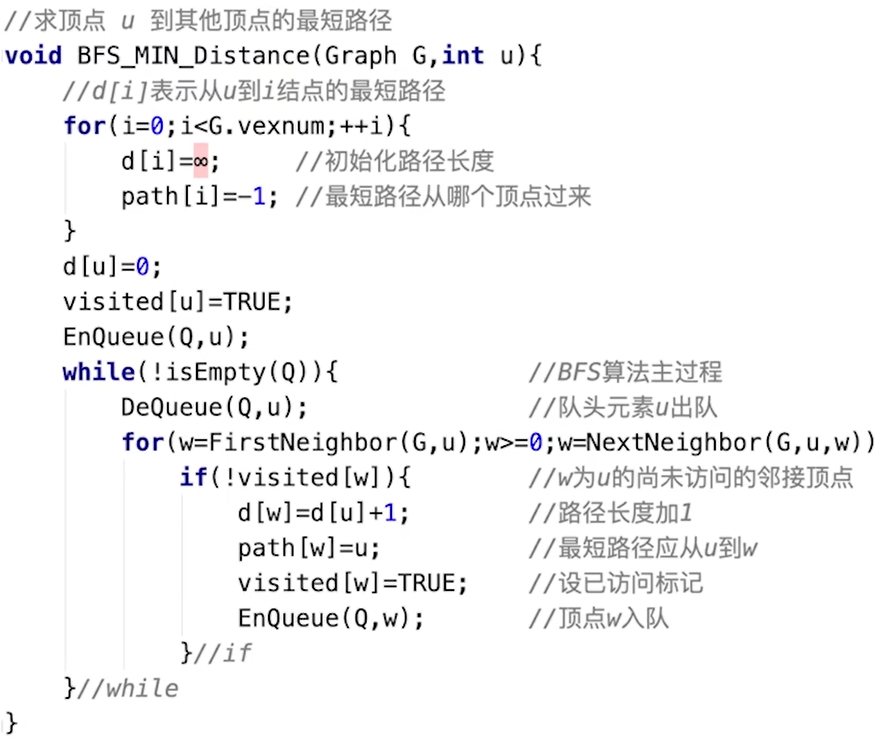 //求顶点 u 到其他顶点的最短路径
void BFS_MIN_Distance(Graph G,int u){
    //d[i]表示从u到i结点的最短路径
    for(i=0;i<G.vexnum;++i){
        d[i]=∞;     //初始化路径长度
        path[i]=-1; //最短路径从哪个顶点过来
    }
    d[u]=0;
    visited[u]=TRUE;
    EnQueue(Q,u);
    while(!isEmpty(Q)){             //BFS算法主过程
        DeQueue(Q,u);               //队头元素u出队
        for(w=FirstNeighbor(G,u);w>=0;w=NextNeighbor(G,u,w))
            if(!visited[w]){        //w为u的尚未访问的邻接顶点
                d[w]=d[u]+1;        //路径长度加1
                path[w]=u;          //最短路径应从u到w
                visited[w]=TRUE;    //设已访问标记
                EnQueue(Q,w);       //顶点w入队
            }//if
    }//while
}